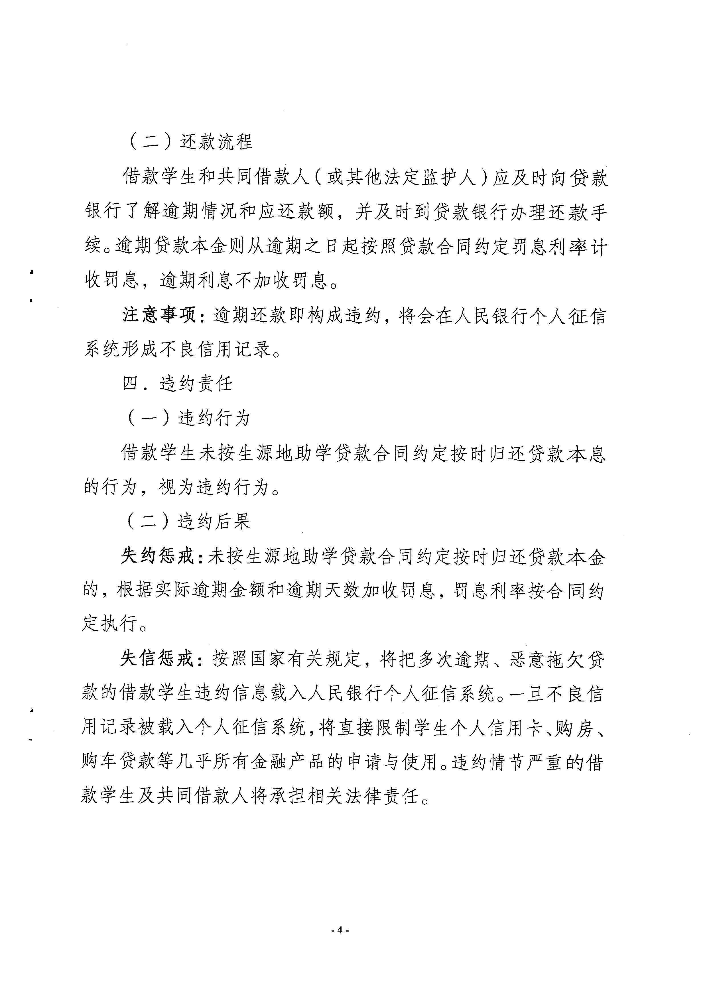 （二）还款流程
借款学生和共同借款人（或其他法定监护人）应及时向贷款
银行了解逾期情况和应还款额，并及时到贷款银行办理还款手
续。逾期贷款本金则从逾期之日起按照贷款合同约定罚息利率计
收罚息，逾期利息不加收罚息。
注意事项：逾期还款即构成违约，将会在人民银行个人征信
系统形成不良信用记录。
四．违约责任
（一）违约行为
借款学生未按生源地助学贷款合同约定按时归还贷款本息
的行为，视为违约行为。
（二）违约后果
失约惩戒：未按生源地助学贷款合同约定按时归还贷款本金
的，根据实际逾期金额和逾期天数加收罚息，罚息利率按合同约
定执行。
失信惩戒：按照国家有关规定，将把多次逾期、恶意拖欠贷
款的借款学生违约信息载入人民银行个人征信系统。一旦不良信
用记录被载入个人征信系统，将直接限制学生个人信用卡、购房、
购车贷款等几乎所有金融产品的申请与使用。违约情节严重的借
款学生及共同借款人将承担相关法律责任。
- 4 -